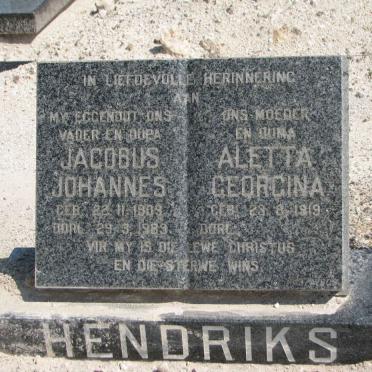 IN LIEFDEVOLLE HERINNERING
AAN
MY EGGENOOT ONS
VADER EN OUPA
JACOBUS
JOHANNES
GEB. 22.11.1909
OORL. 29.9.1983
ONS MOEDER
EN OUMA
ALETTA
GEORGINA
GEB. 23.8.1919
OORL.
VIR MY IS DIE LEWE CHRISTUS
EN DIE STERWE WINS
HENDRIKS